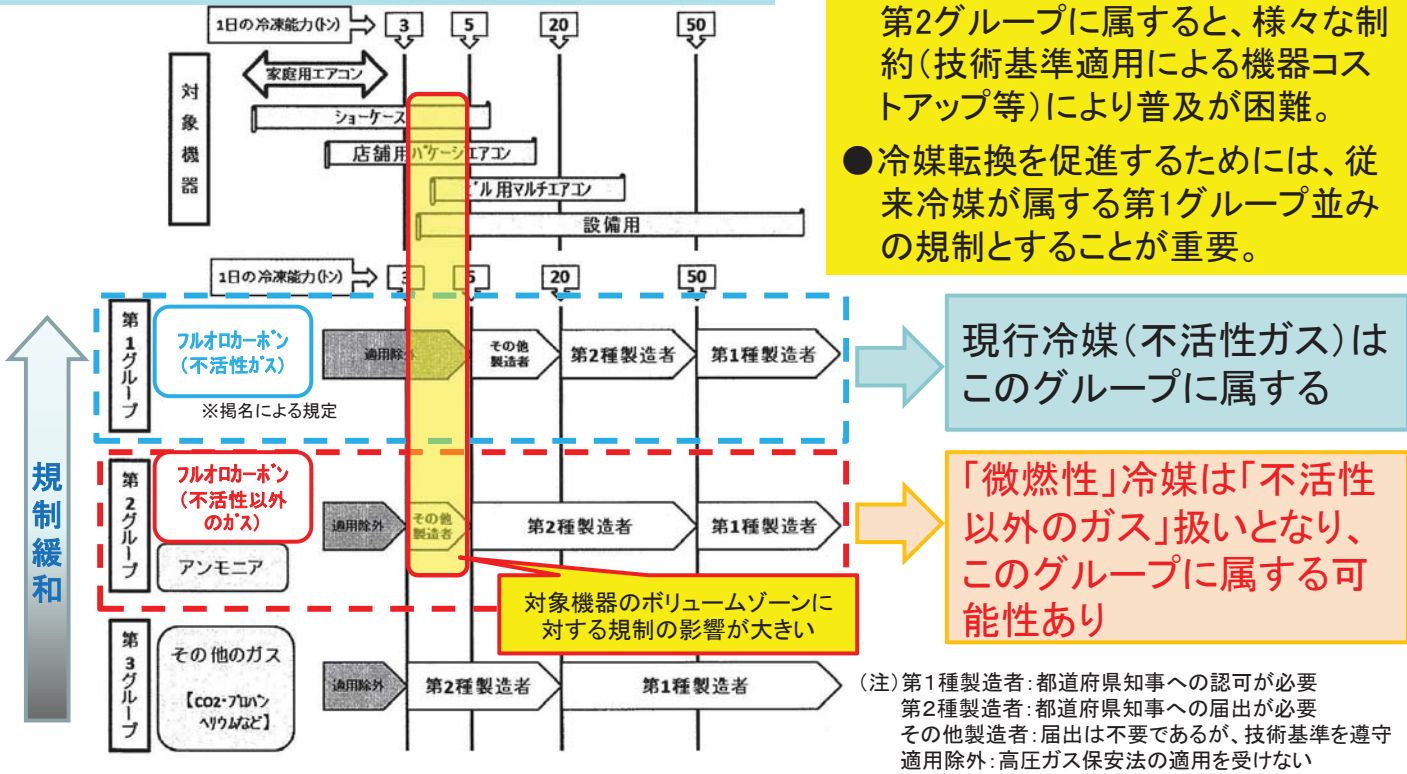 1日の冷凍能力(トン)
3
5
20
50
対象機器
家庭用エアコン
ショーケース
店舗用パッケージエアコン
ビル用マルチエアコン
設備用
第2グループに属すると、様々な制
約(技術基準適用による機器コス
トアップ等)により普及が困難。
●冷媒転換を促進するためには、従
来冷媒が属する第1グループ並み
の規制とすることが重要。
1日の冷凍能力(トン)
3
5
20
50
規制緩和
第1グループ
フルオロカーボン
(不活性ガス)
※掲名による規定
適用除外
その他
製造者
第2種製造者
第1種製造者
現行冷媒(不活性ガス)は
このグループに属する
第2グループ
フルオロカーボン
(不活性以外
のガス)
アンモニア
適用除外
その他
製造者
第2種製造者
第1種製造者
「微燃性」冷媒は「不活性
以外のガス」扱いとなり、
このグループに属する可
能性あり
対象機器のボリュームゾーンに
対する規制の影響が大きい
第3グループ
その他のガス
【CO2・プロパン
ヘリウムなど】
適用除外
第2種製造者
第1種製造者
(注)第1種製造者:都道府県知事への認可が必要
第2種製造者:都道府県知事への届出が必要
その他製造者:届出は不要であるが、技術基準を遵守
適用除外:高圧ガス保安法の適用を受けない